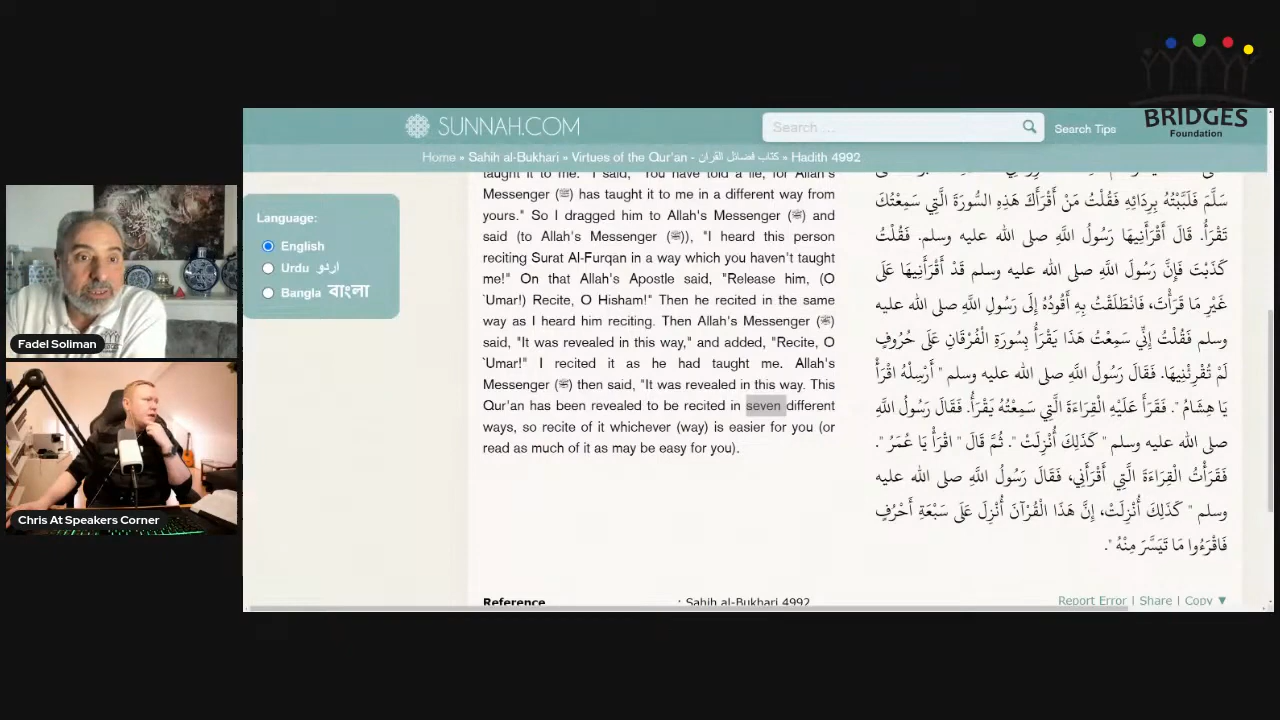 BRIDGES
Foundation
SUNNAH.COM
Search ...
Search Tips
Home » Sahih al-Bukhari » Virtues of the Qur'an - كتاب فضائل القرآن » Hadith 4992
Language:
English
Urdu اردو
Bangla বাংলা
Fadel Soliman
Chris At Speakers Corner
taught it to me." I said, "You have told a lie, for Allah's
Messenger (ﷺ) has taught it to me in a different way from
yours." So I dragged him to Allah's Messenger (ﷺ) and
said (to Allah's Messenger (ﷺ)), "I heard this person
reciting Surat Al-Furqan in a way which you haven't taught
me!" On that Allah's Apostle said, "Release him, (O
`Umar!) Recite, O Hisham!" Then he recited in the same
way as I heard him reciting. Then Allah's Messenger (ﷺ)
said, "It was revealed in this way," and added, "Recite, O
`Umar!" I recited it as he had taught me. Allah's
Messenger (ﷺ) then said, "It was revealed in this way. This
Qur'an has been revealed to be recited in seven different
ways, so recite of it whichever (way) is easier for you (or
read as much of it as may be easy for you).
سَلَّمَ فَلَبَّبْتُهُ بِرِدَائِهِ فَقُلْتُ مَنْ أَقْرَأَكَ هَذِهِ السُّورَةَ الَّتِي سَمِعْتُكَ
تَقْرَأُ. قَالَ أَقْرَأَنِيهَا رَسُولُ اللَّهِ صلى الله عليه وسلم. فَقُلْتُ
كَذَبْتَ فَإِنَّ رَسُولَ اللَّهِ صلى الله عليه وسلم قَدْ أَقْرَأَنِيهَا عَلَى
غَيْرِ مَا قَرَأْتَ، فَانْطَلَقْتُ بِهِ أَقُودُهُ إِلَى رَسُولِ اللَّهِ صلى الله عليه
وسلم فَقُلْتُ إِنِّي سَمِعْتُ هَذَا يَقْرَأُ بِسُورَةِ الْفُرْقَانِ عَلَى حُرُوفٍ
لَمْ تُقْرِئْنِيهَا. فَقَالَ رَسُولُ اللَّهِ صلى الله عليه وسلم " أَرْسِلْهُ اقْرَأْ
يَا هِشَامُ ". فَقَرَأَ عَلَيْهِ الْقِرَاءَةَ الَّتِي سَمِعْتُهُ يَقْرَأُ. فَقَالَ رَسُولُ اللَّهِ
صلى الله عليه وسلم " كَذَلِكَ أُنْزِلَتْ ". ثُمَّ قَالَ " اقْرَأْ يَا عُمَرُ ".
فَقَرَأْتُ الْقِرَاءَةَ الَّتِي أَقْرَأَنِي، فَقَالَ رَسُولُ اللَّهِ صلى الله عليه
وسلم " كَذَلِكَ أُنْزِلَتْ، إِنَّ هَذَا الْقُرْآنَ أُنْزِلَ عَلَى سَبْعَةِ أَحْرُفٍ
فَاقْرَءُوا مَا تَيَسَّرَ مِنْهُ ".
Reference : Sahih al-Bukhari 4992
Report Error | Share | Copy ▼